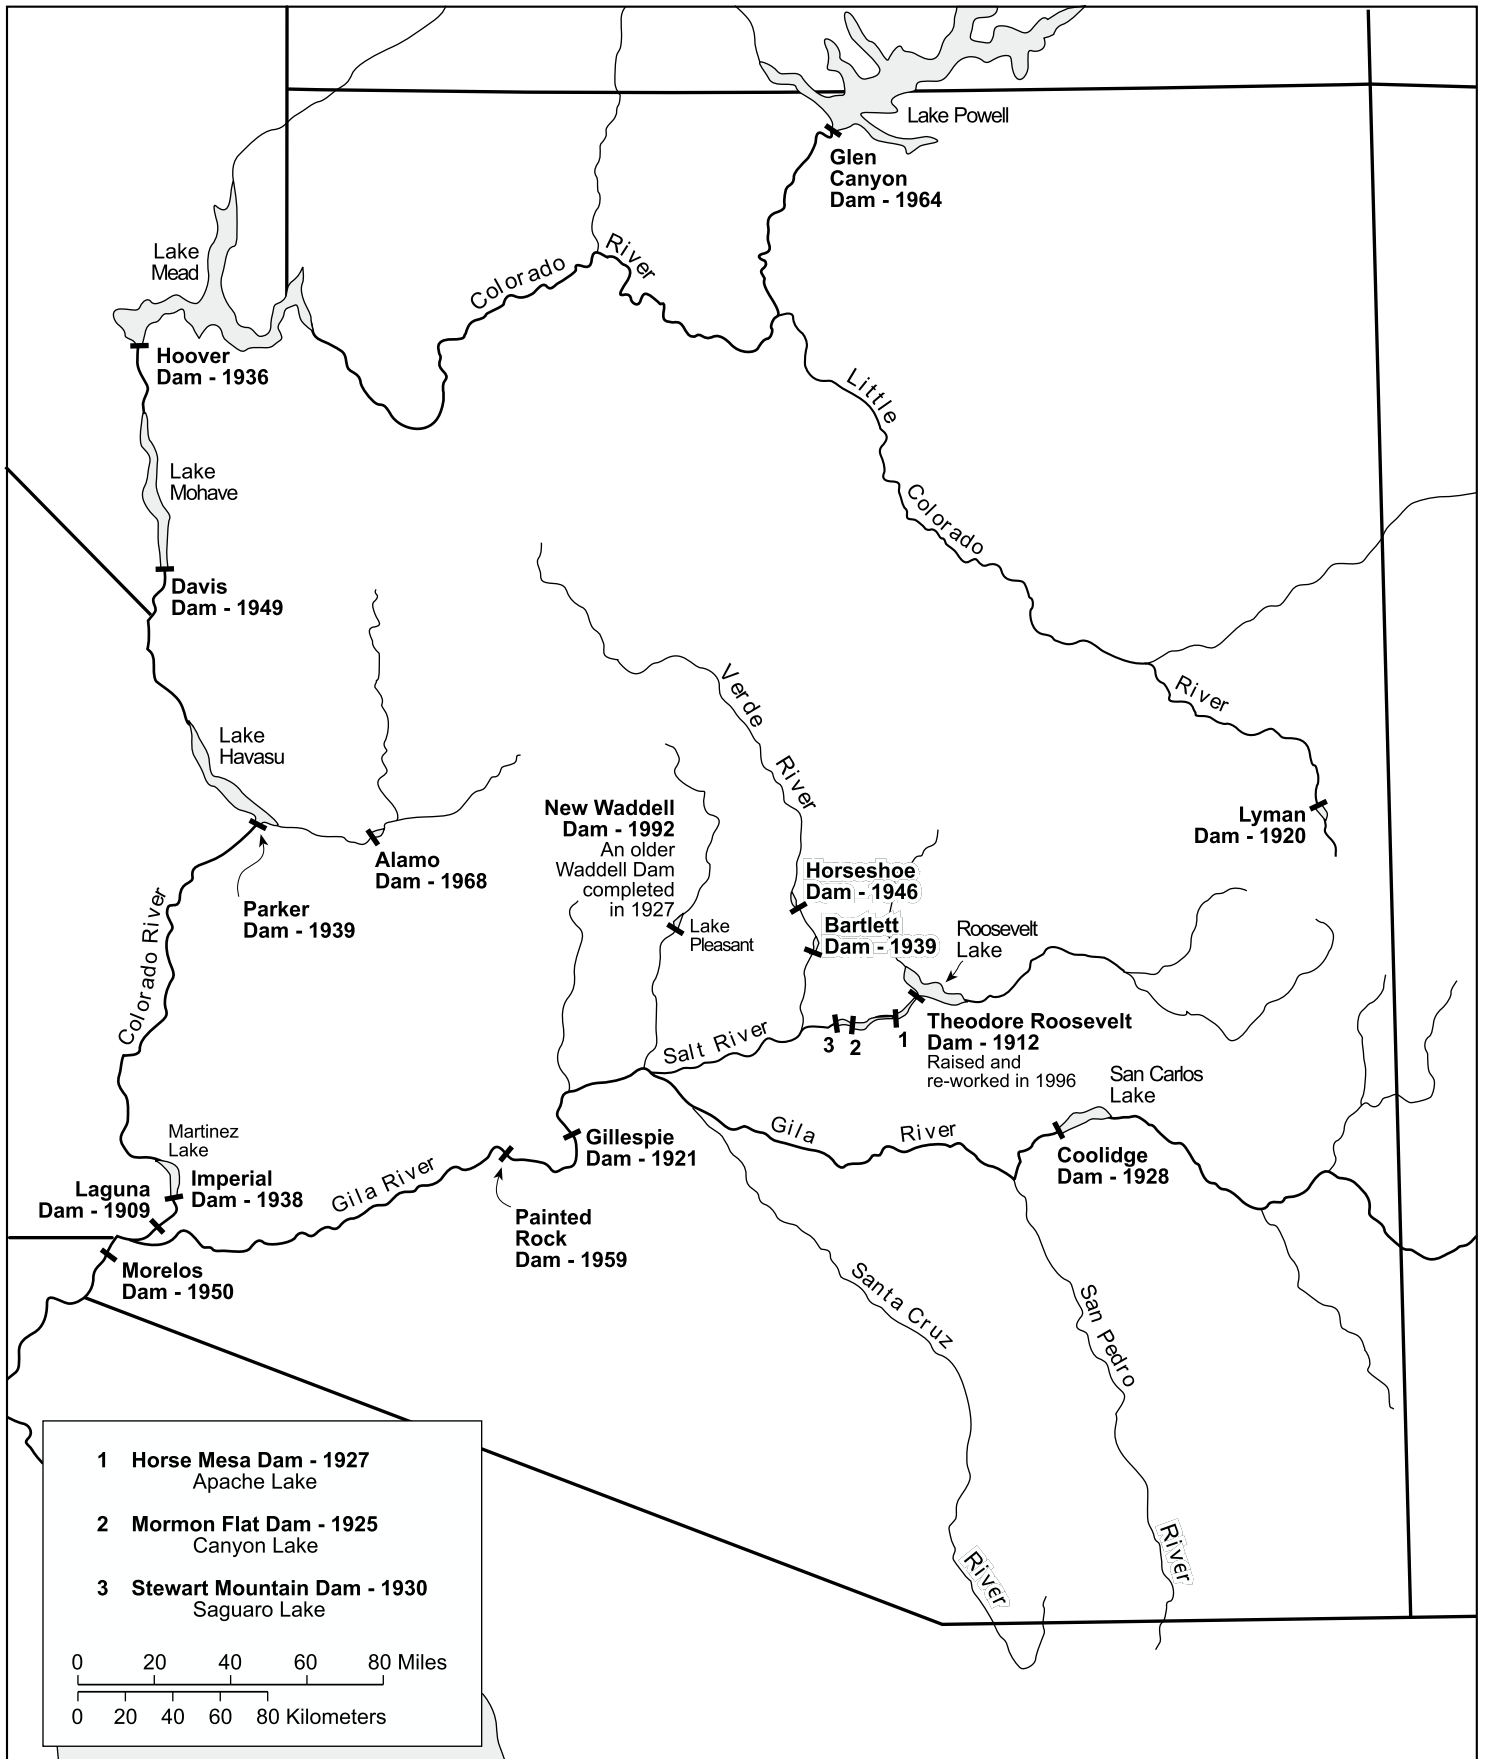 Lake Powell
Glen
Canyon
Dam - 1964
Lake
Mead
Colorado
River
Hoover
Dam - 1936
Little
Colorado
River
Lake
Mohave
Davis
Dam - 1949
Lake
Havasu
Verde
River
New Waddell
Dam - 1992
An older
Waddell Dam
completed
in 1927
Lyman
Dam - 1920
Alamo
Dam - 1968
Parker
Dam - 1939
Horseshoe
Dam - 1946
Bartlett
Dam - 1939
Lake
Pleasant
Roosevelt
Lake
Colorado River
Salt River
3
2
1
Theodore Roosevelt
Dam - 1912
Raised and
re-worked in 1996
San Carlos
Lake
Martinez
Lake
Gila
River
Gillespie
Dam - 1921
Coolidge
Dam - 1928
Imperial
Dam - 1938
Laguna
Dam - 1909
Gila River
Painted
Rock
Dam - 1959
Morelos
Dam - 1950
Santa Cruz
River
San Pedro
River
1 Horse Mesa Dam - 1927
Apache Lake
2 Mormon Flat Dam - 1925
Canyon Lake
3 Stewart Mountain Dam - 1930
Saguaro Lake
0 20 40 60 80 Miles
0 20 40 60 80 Kilometers